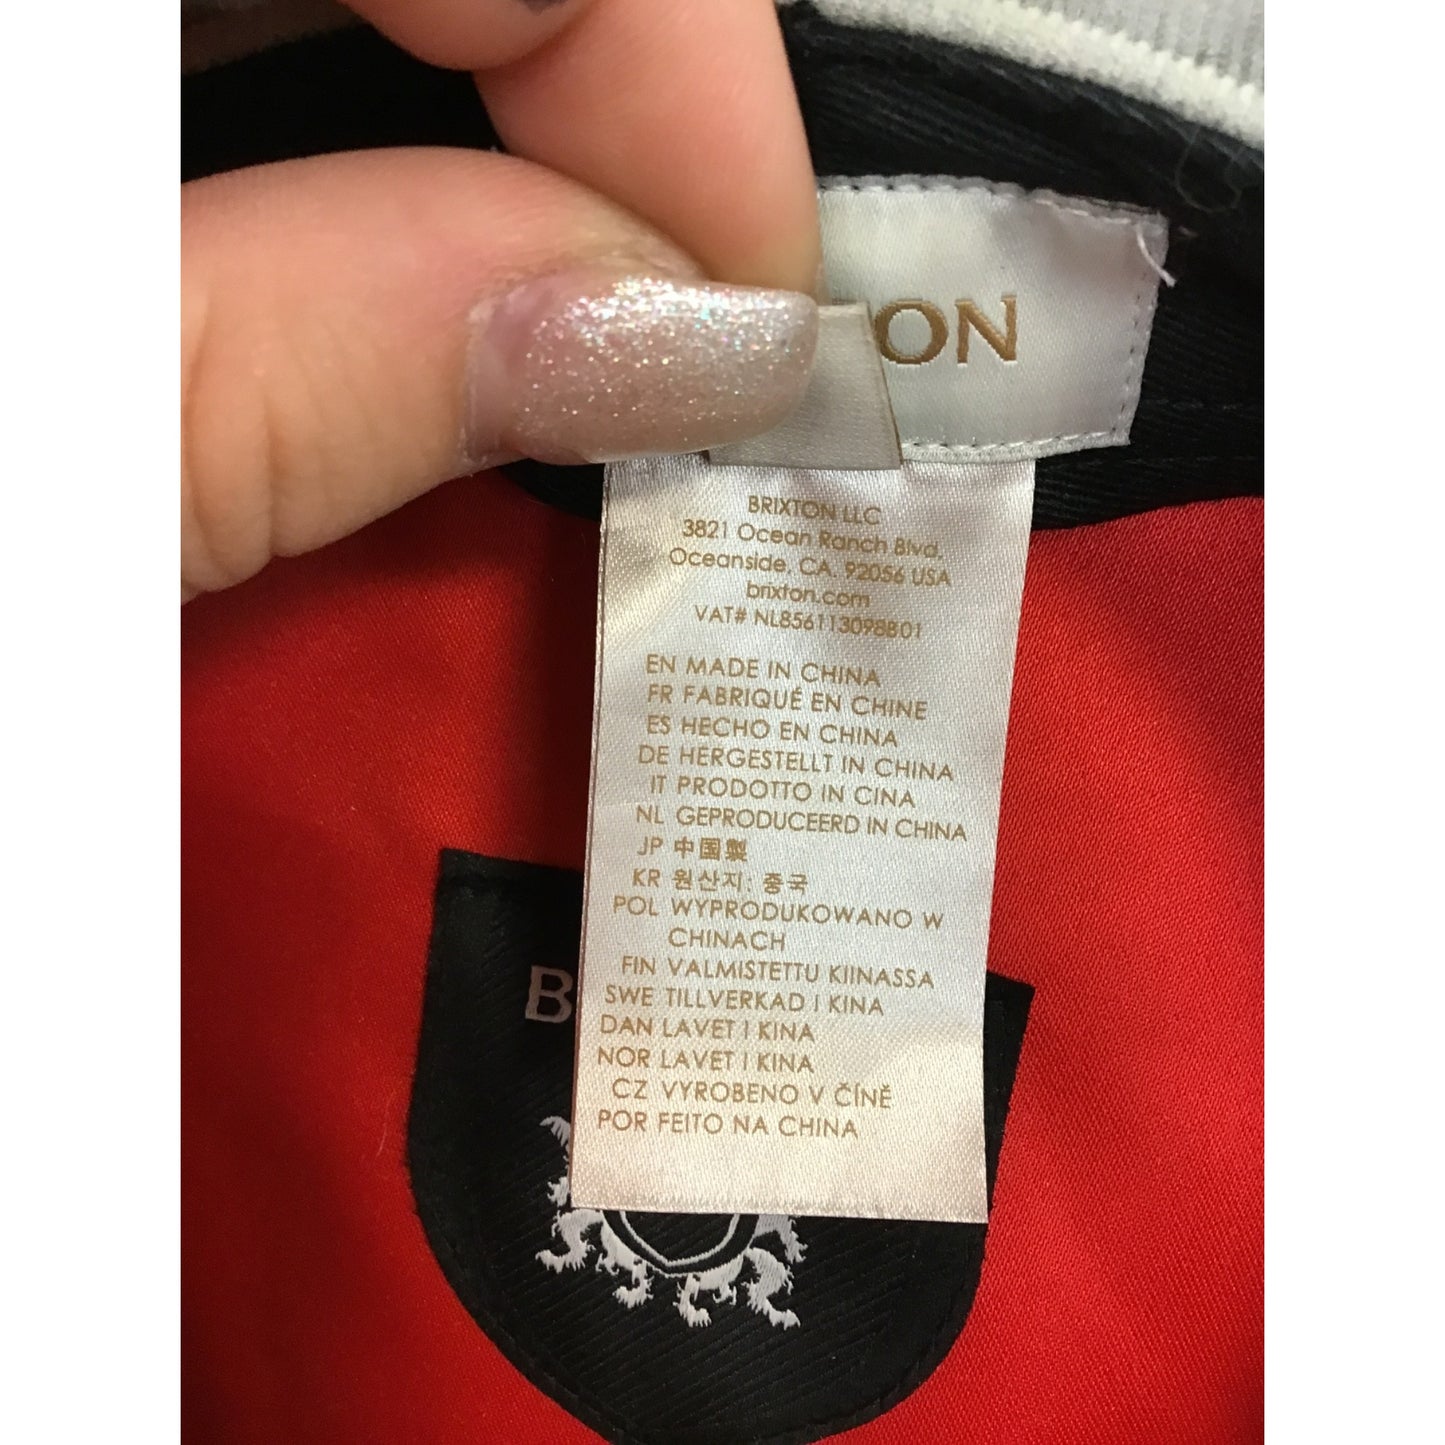 ON
BRIXTON LLC
3821 Ocean Ranch Blvd.
Oceanside, CA. 92056 USA
brixton.com
VAT# NL856113098B01
EN MADE IN CHINA
FR FABRIQUÉ EN CHINE
ES HECHO EN CHINA
DE HERGESTELLT IN CHINA
IT PRODOTTO IN CINA
NL GEPRODUCEERD IN CHINA
JP 中国製
KR 원산지: 중국
POL WYPRODUKOWANO W
CHINACH
FIN VALMISTETTU KIINASSA
SWE TILLVERKAD I KINA
DAN LAVET I KINA
NOR LAVET I KINA
CZ VYROBENO V ČÍNĚ
POR FEITO NA CHINA
B